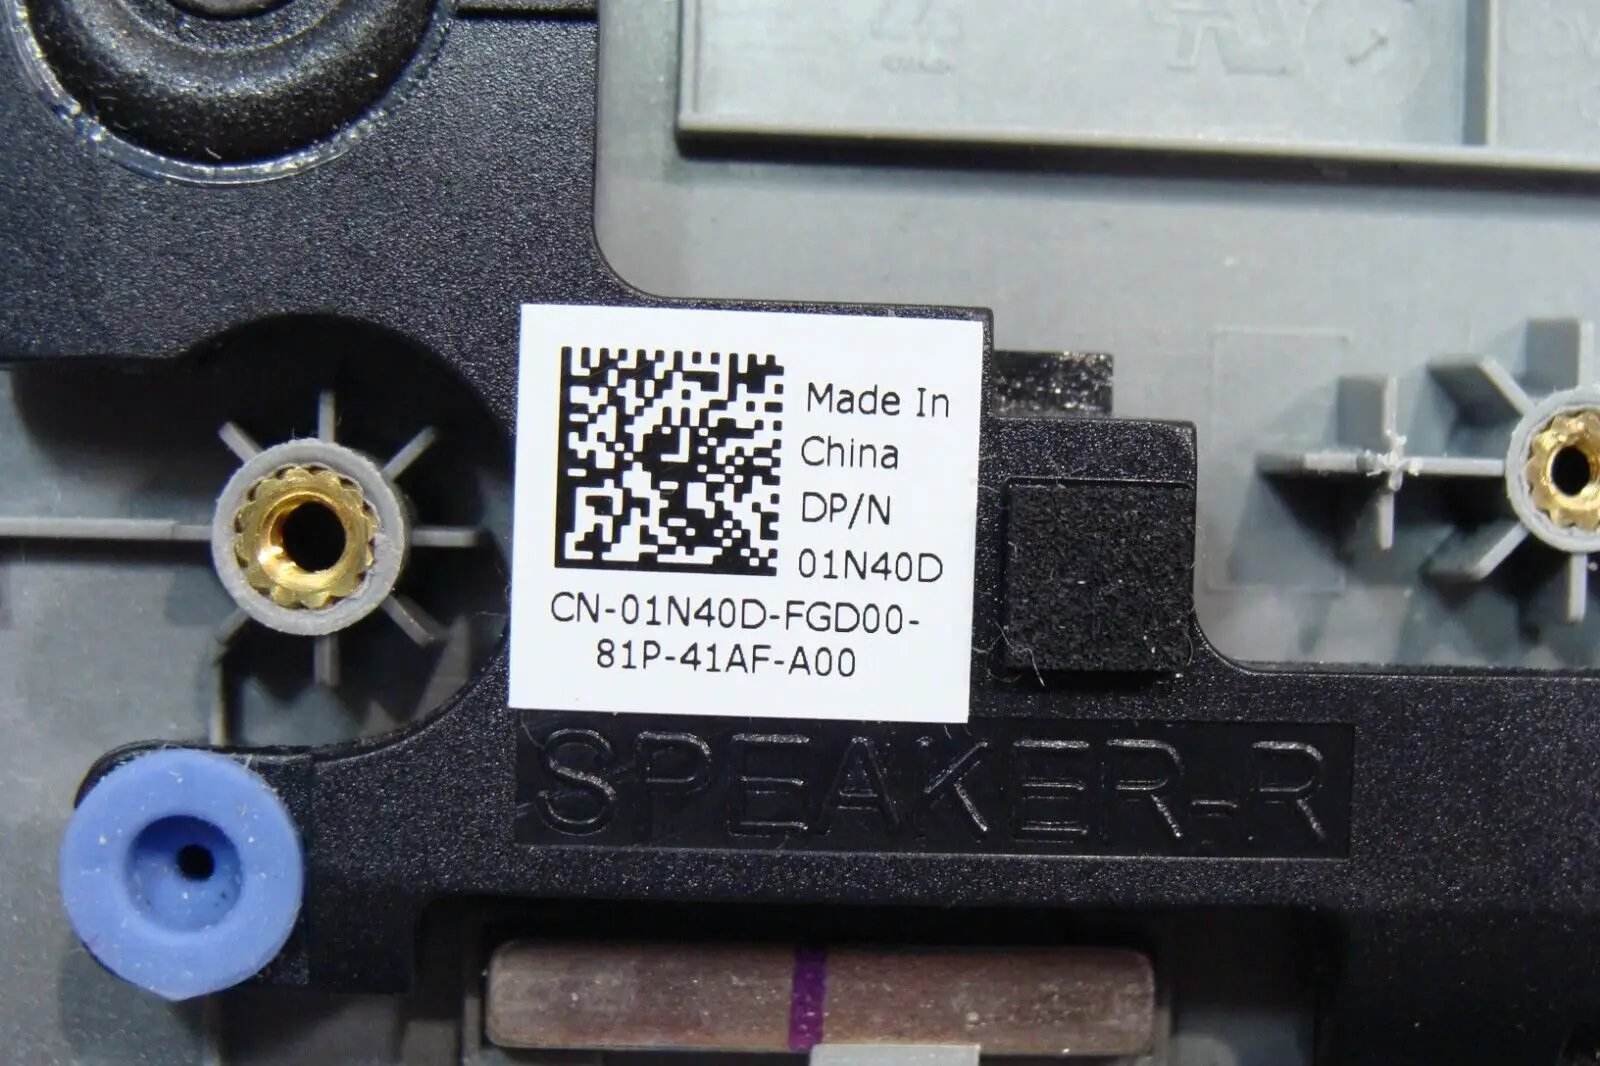 Made In
China
DP/N
01N40D
CN-01N40D-FGD00-
81P-41AF-A00
SPEAKER-R